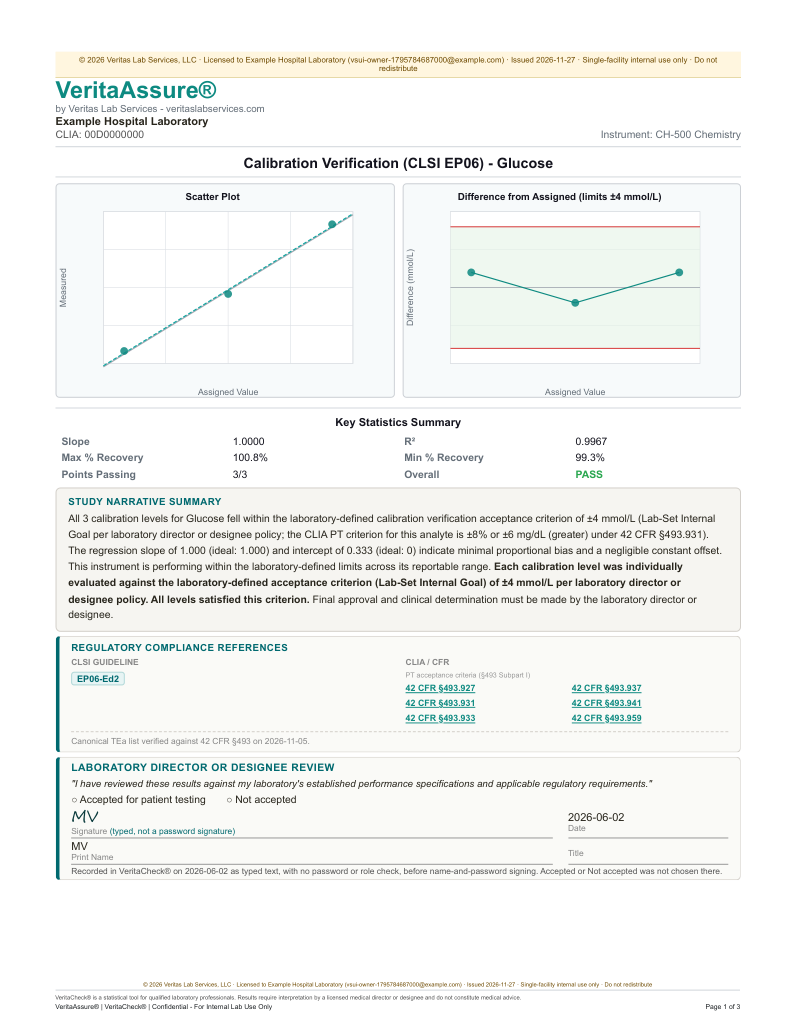 © 2026 Veritas Lab Services, LLC · Licensed to Example Hospital Laboratory (vsui-owner-1795784687000@example.com) · Issued 2026-11-27 · Single-facility internal use only · Do not
redistribute
VeritaAssure®
by Veritas Lab Services - veritaslabservices.com
Example Hospital Laboratory
CLIA: 00D0000000
Instrument: CH-500 Chemistry
Calibration Verification (CLSI EP06) - Glucose
Scatter Plot
Measured
Assigned Value
Difference from Assigned (limits ±4 mmol/L)
Difference (mmol/L)
Assigned Value
Key Statistics Summary
Slope 1.0000 R² 0.9967
Max % Recovery 100.8% Min % Recovery 99.3%
Points Passing 3/3 Overall PASS
STUDY NARRATIVE SUMMARY
All 3 calibration levels for Glucose fell within the laboratory-defined calibration verification acceptance criterion of ±4 mmol/L (Lab-Set Internal
Goal per laboratory director or designee policy; the CLIA PT criterion for this analyte is ±8% or ±6 mg/dL (greater) under 42 CFR §493.931).
The regression slope of 1.000 (ideal: 1.000) and intercept of 0.333 (ideal: 0) indicate minimal proportional bias and a negligible constant offset.
This instrument is performing within the laboratory-defined limits across its reportable range. Each calibration level was individually
evaluated against the laboratory-defined acceptance criterion (Lab-Set Internal Goal) of ±4 mmol/L per laboratory director or
designee policy. All levels satisfied this criterion. Final approval and clinical determination must be made by the laboratory director or
designee.
REGULATORY COMPLIANCE REFERENCES
CLSI GUIDELINE
EP06-Ed2
CLIA / CFR
PT acceptance criteria (§493 Subpart I)
42 CFR §493.927 42 CFR §493.937
42 CFR §493.931 42 CFR §493.941
42 CFR §493.933 42 CFR §493.959
Canonical TEa list verified against 42 CFR §493 on 2026-11-05.
LABORATORY DIRECTOR OR DESIGNEE REVIEW
"I have reviewed these results against my laboratory's established performance specifications and applicable regulatory requirements."
○ Accepted for patient testing ○ Not accepted
MV
Signature (typed, not a password signature)
2026-06-02
Date
MV
Print Name
Title
Recorded in VeritaCheck® on 2026-06-02 as typed text, with no password or role check, before name-and-password signing. Accepted or Not accepted was not chosen there.
© 2026 Veritas Lab Services, LLC · Licensed to Example Hospital Laboratory (vsui-owner-1795784687000@example.com) · Issued 2026-11-27 · Single-facility internal use only · Do not redistribute
VeritaCheck® is a statistical tool for qualified laboratory professionals. Results require interpretation by a licensed medical director or designee and do not constitute medical advice.
VeritaAssure® | VeritaCheck® | Confidential - For Internal Lab Use Only
Page 1 of 3